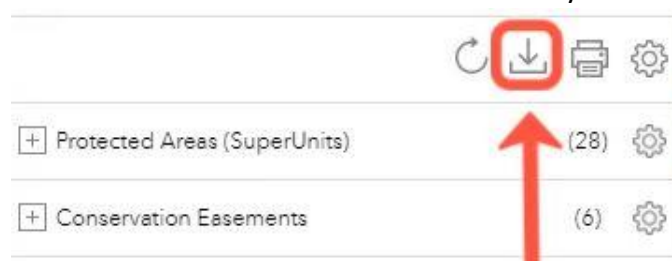 Protected Areas (SuperUnits) (28)
Conservation Easements (6)